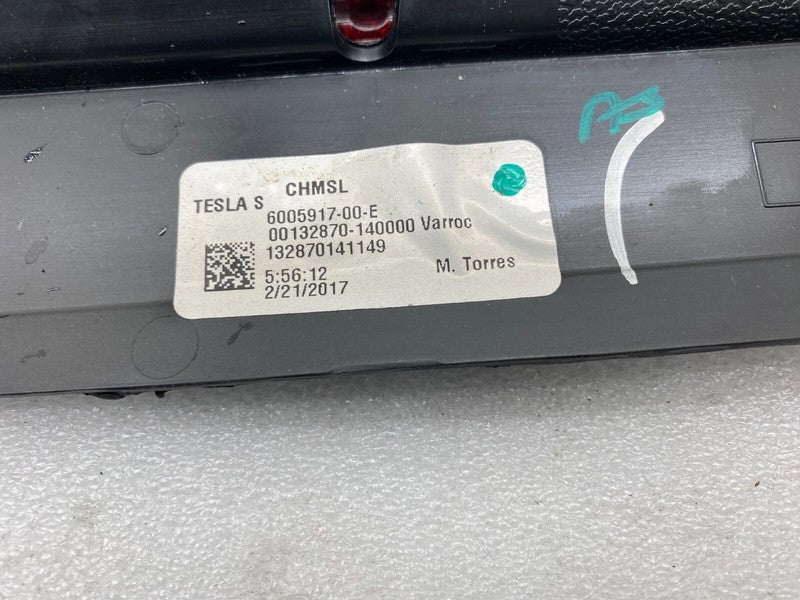 TESLA S CHMSL
6005917-00-E
00132870-140000 Varroc
132870141149
5:56:12 M. Torres
2/21/2017